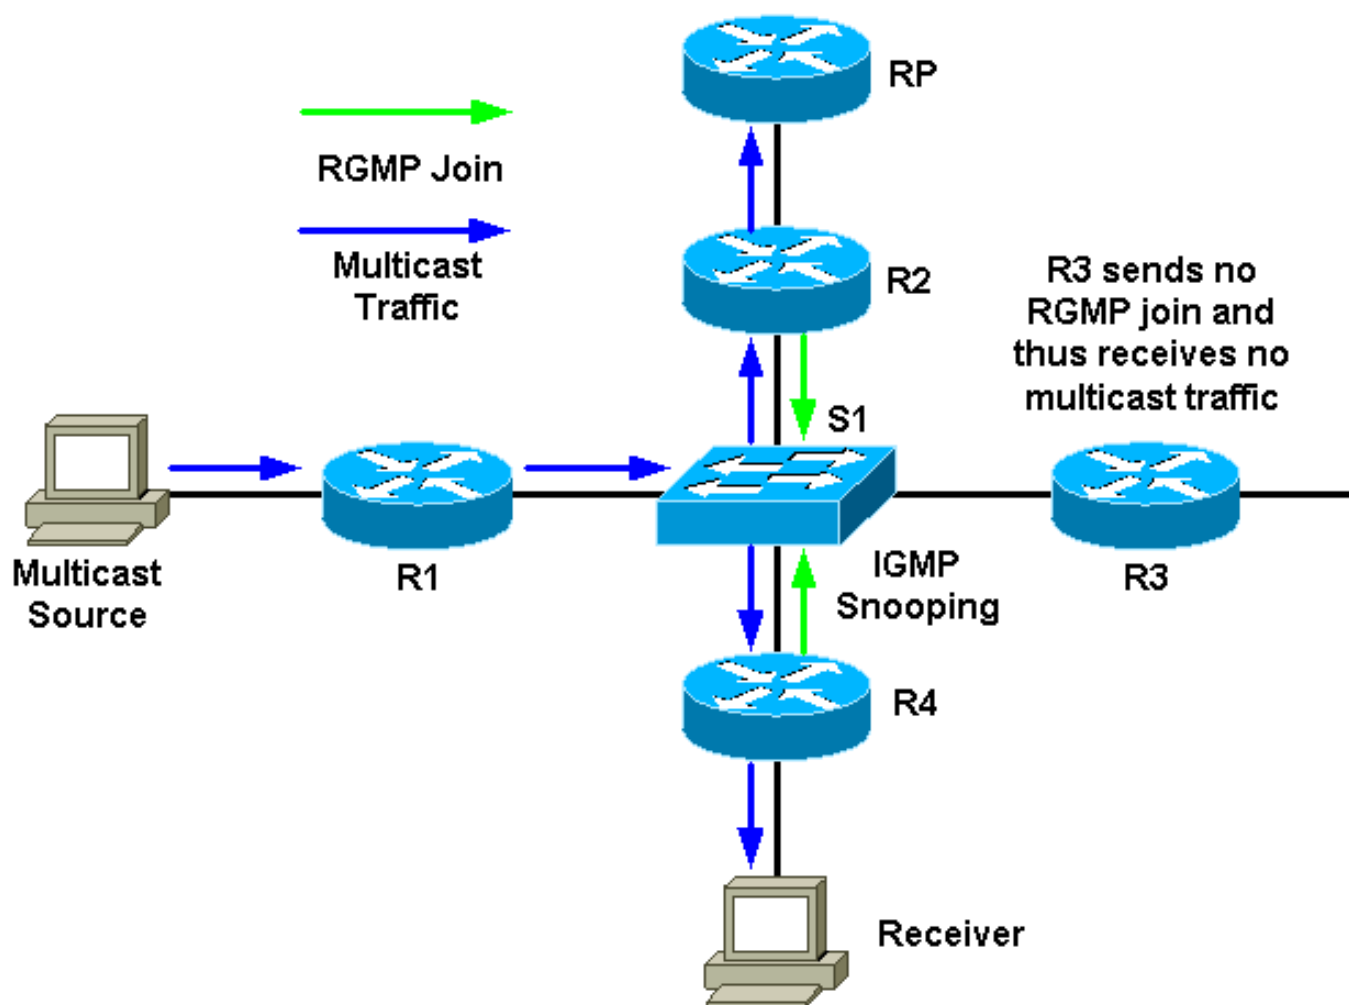 RP
RGMP Join
Multicast
Traffic
R2
R3 sends no
RGMP join and
thus receives no
multicast traffic
S1
Multicast
Source
R1
IGMP
Snooping
R3
R4
Receiver